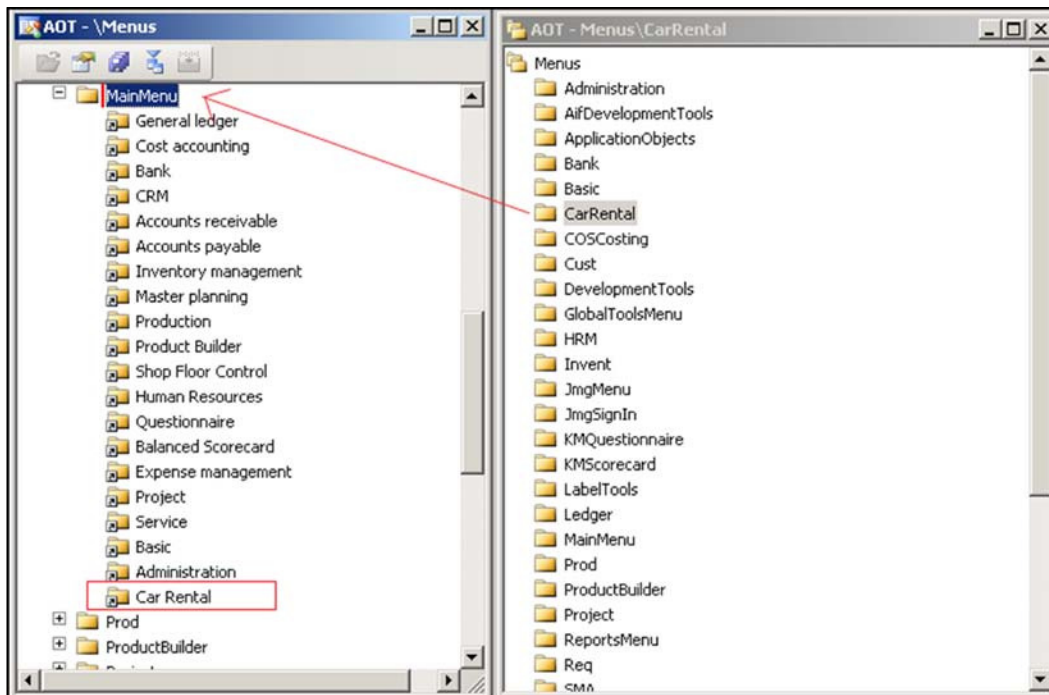 AOT - \Menus
MainMenu
General ledger
Cost accounting
Bank
CRM
Accounts receivable
Accounts payable
Inventory management
Master planning
Production
Product Builder
Shop Floor Control
Human Resources
Questionnaire
Balanced Scorecard
Expense management
Project
Service
Basic
Administration
Car Rental
Prod
ProductBuilder
AOT - Menus\CarRental
Menus
Administration
AifDevelopmentTools
ApplicationObjects
Bank
Basic
CarRental
COSCosting
Cust
DevelopmentTools
GlobalToolsMenu
HRM
Invent
JmgMenu
JmgSignIn
KMQuestionnaire
KMScorecard
LabelTools
Ledger
MainMenu
Prod
ProductBuilder
Project
ReportsMenu
Req
SMA